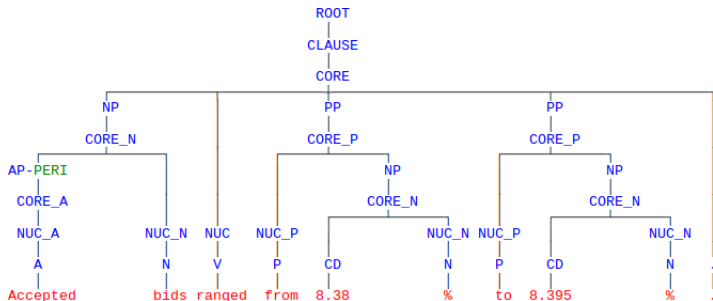 ROOT
CLAUSE
CORE
NP PP PP
CORE_N CORE_P CORE_P
AP-PERI NP NP
CORE_A CORE_N CORE_N
NUC_A NUC_N NUC NUC_P NUC_N NUC_P NUC_N
A N V P CD N P CD N
Accepted bids ranged from 8.38 % to 8.395 %